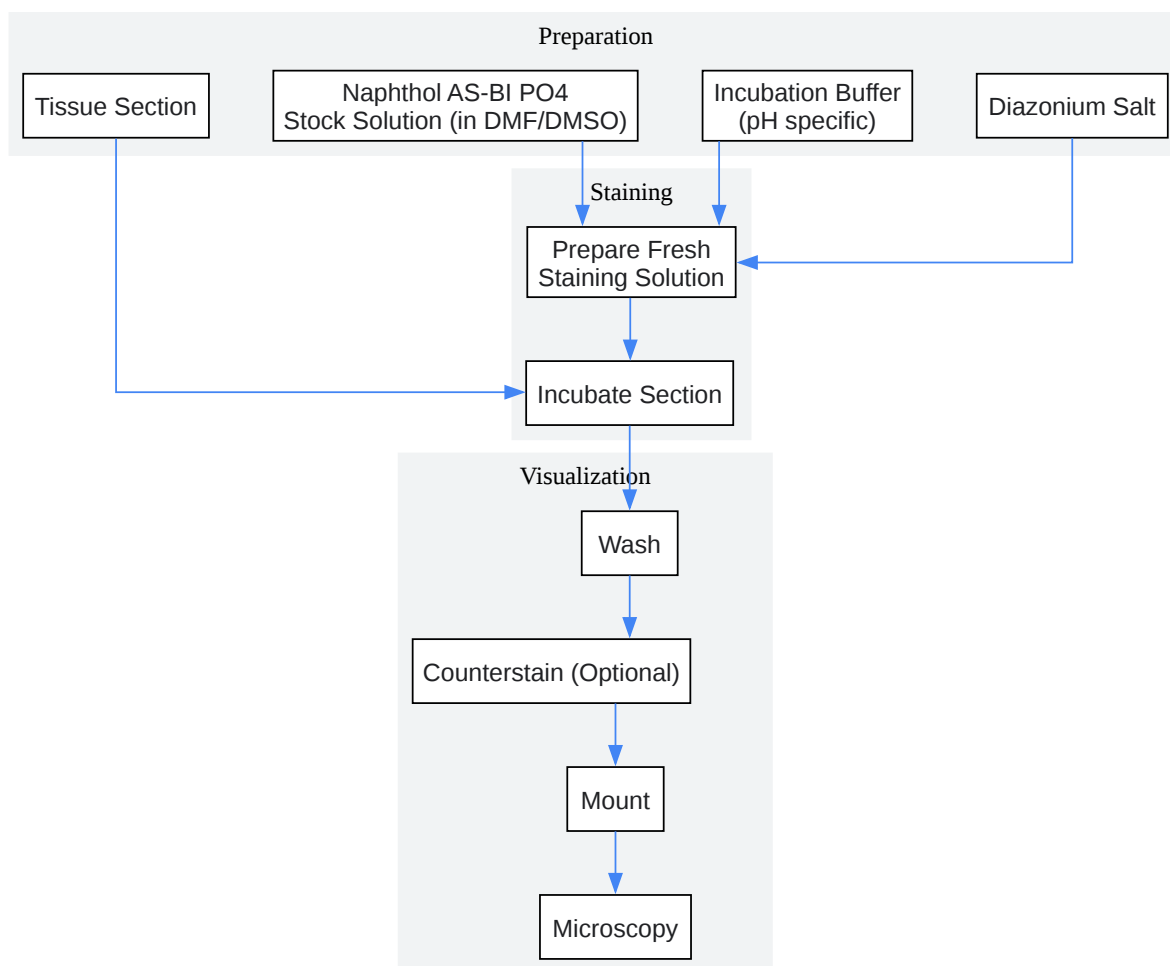 Preparation
Tissue Section
Naphthol AS-BI PO4
Stock Solution (in DMF/DMSO)
Incubation Buffer
(pH specific)
Diazonium Salt
Staining
Prepare Fresh
Staining Solution
Incubate Section
Visualization
Wash
Counterstain (Optional)
Mount
Microscopy